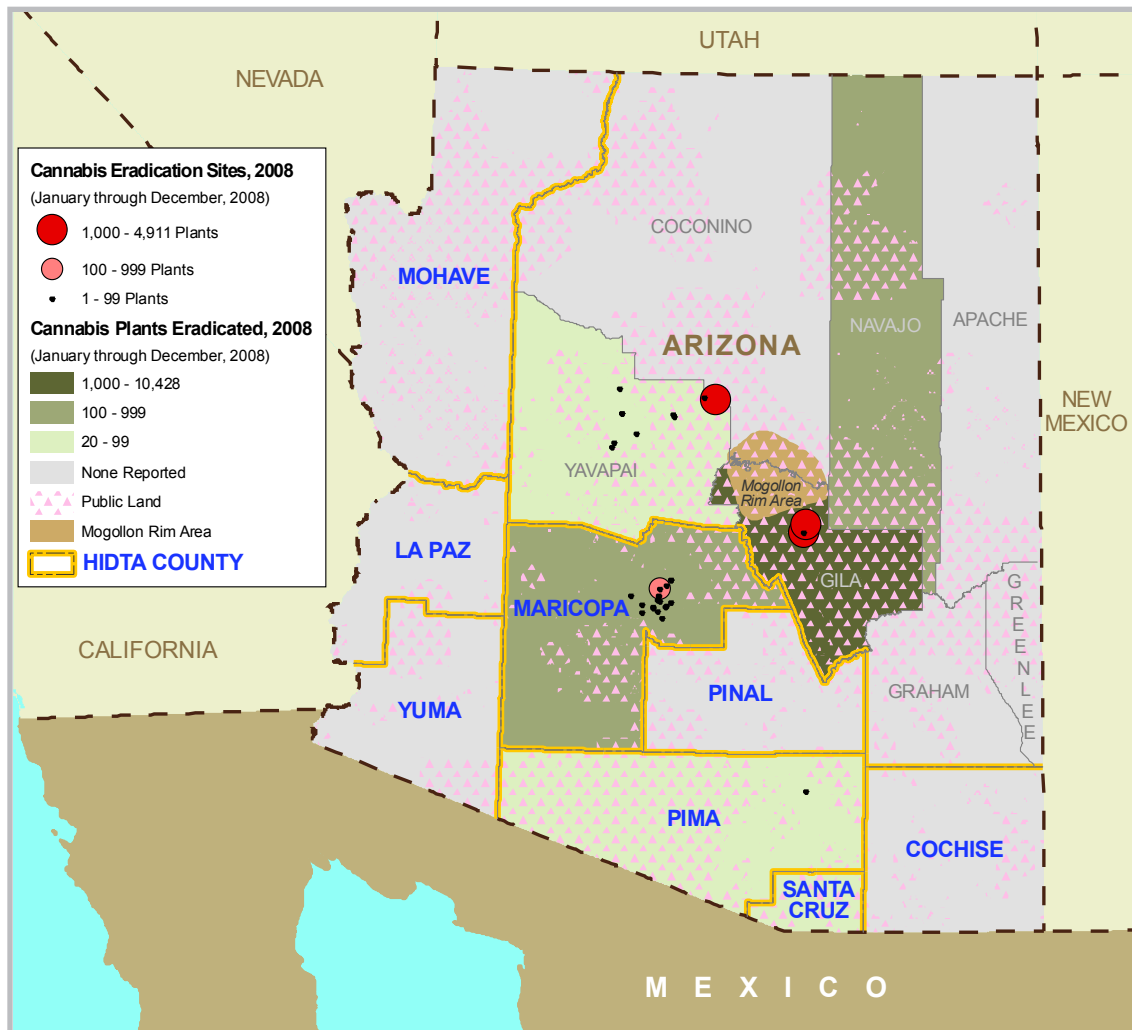 UTAH
NEVADA
Cannabis Eradication Sites, 2008
(January through December, 2008)
1,000 - 4,911 Plants
100 - 999 Plants
1 - 99 Plants
Cannabis Plants Eradicated, 2008
(January through December, 2008)
1,000 - 10,428
100 - 999
20 - 99
None Reported
Public Land
Mogollon Rim Area
HIDTA COUNTY
COCONINO
MOHAVE
NAVAJO
APACHE
ARIZONA
NEW
MEXICO
YAVAPAI
Mogollon
Rim Area
LA PAZ
GILA
MARICOPA
GREENLEE
CALIFORNIA
YUMA
PINAL
GRAHAM
PIMA
COCHISE
SANTA
CRUZ
MEXICO